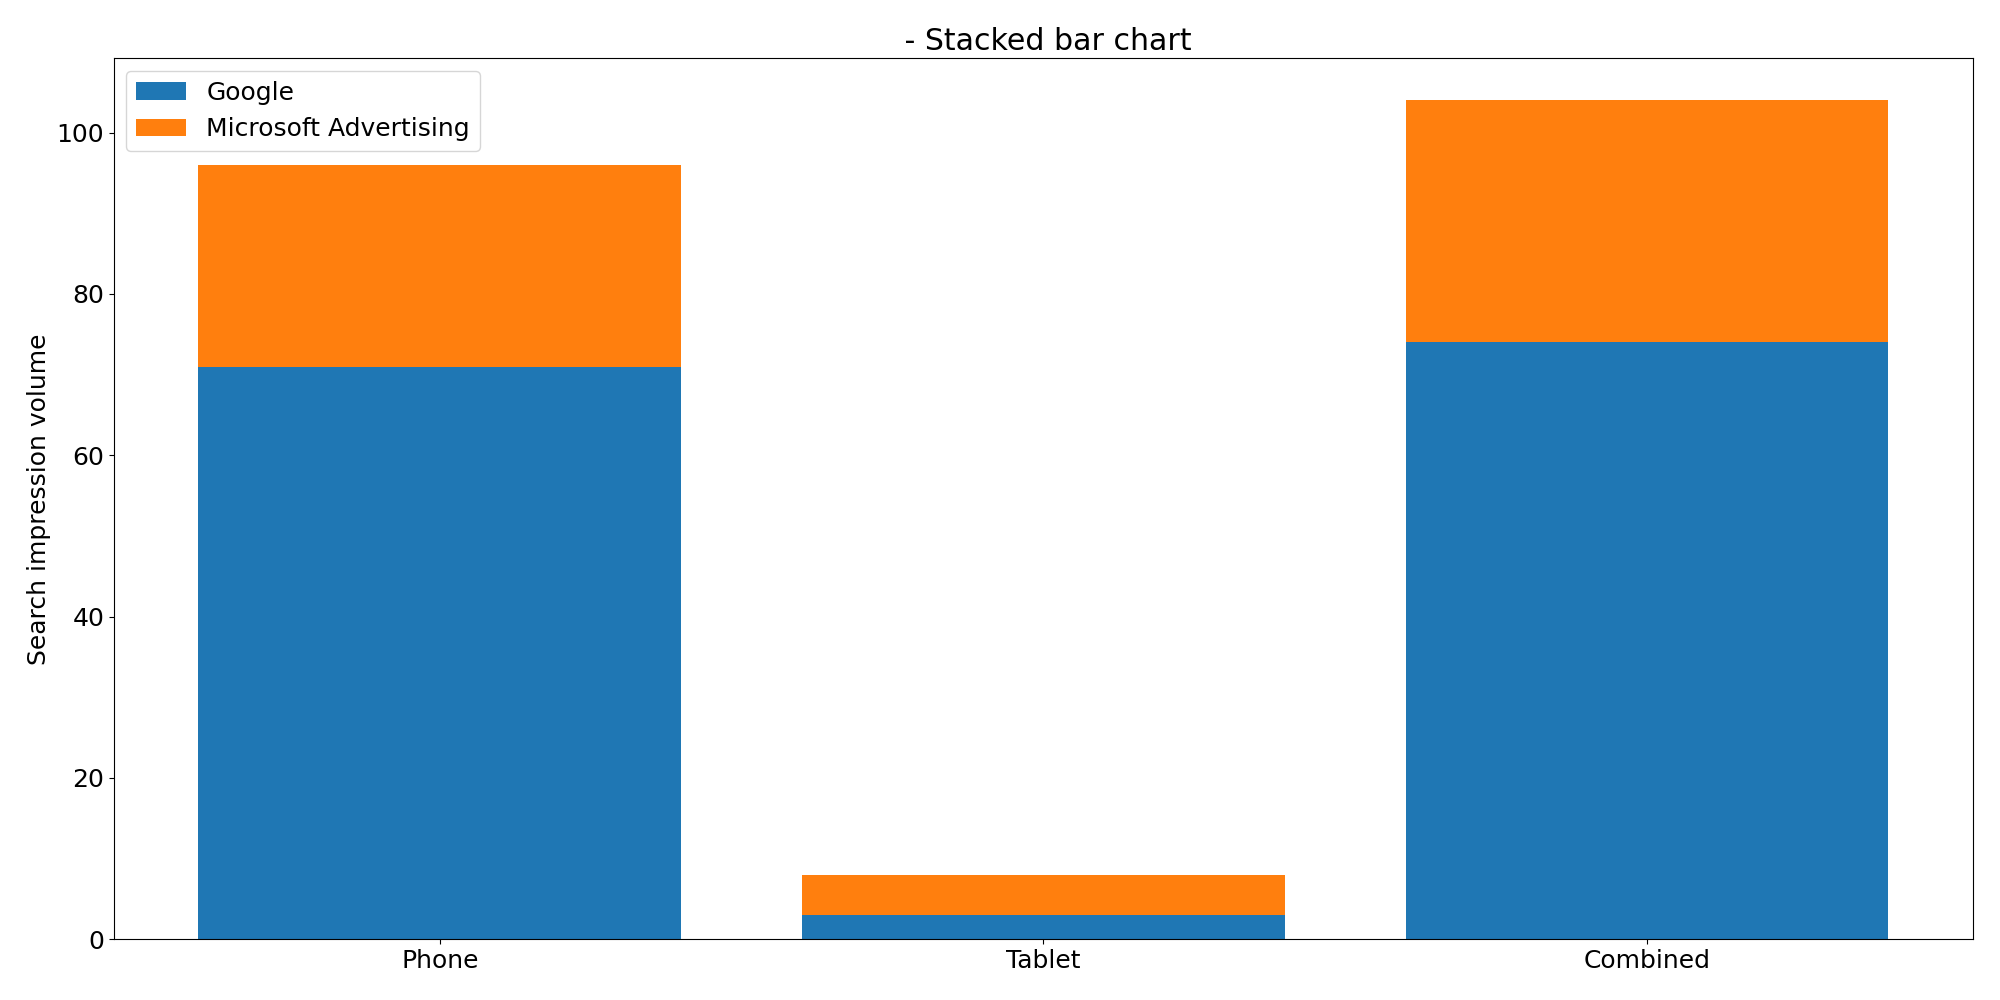 - Stacked bar chart
Google
Microsoft Advertising
Search impression volume
100
80
60
40
20
0
Phone
Tablet
Combined